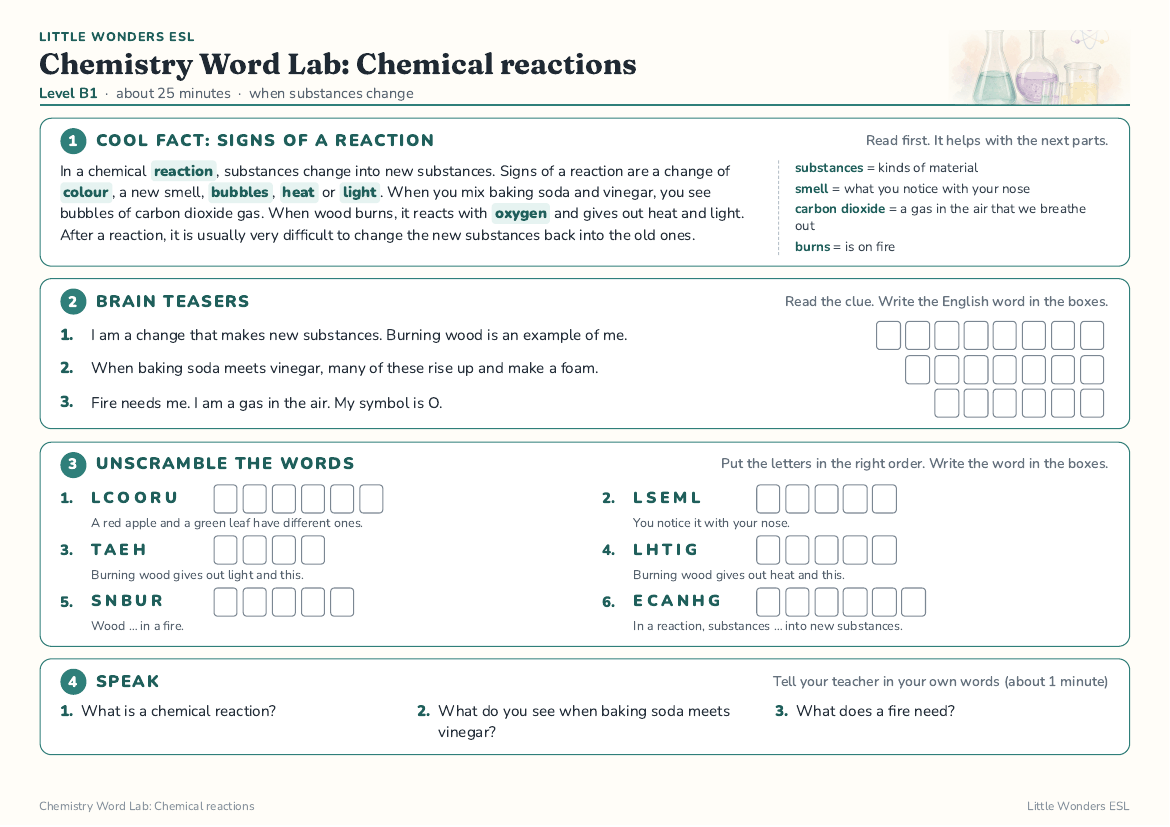 LITTLE WONDERS ESL
Chemistry Word Lab: Chemical reactions
Level B1 · about 25 minutes · when substances change
1 COOL FACT: SIGNS OF A REACTION
Read first. It helps with the next parts.
In a chemical reaction, substances change into new substances. Signs of a reaction are a change of
colour, a new smell, bubbles, heat or light. When you mix baking soda and vinegar, you see
bubbles of carbon dioxide gas. When wood burns, it reacts with oxygen and gives out heat and light.
After a reaction, it is usually very difficult to change the new substances back into the old ones.
substances = kinds of material
smell = what you notice with your nose
carbon dioxide = a gas in the air that we breathe
out
burns = is on fire
2 BRAIN TEASERS
Read the clue. Write the English word in the boxes.
1. I am a change that makes new substances. Burning wood is an example of me.
2. When baking soda meets vinegar, many of these rise up and make a foam.
3. Fire needs me. I am a gas in the air. My symbol is O.
3 UNSCRAMBLE THE WORDS
Put the letters in the right order. Write the word in the boxes.
1. LCOORU
A red apple and a green leaf have different ones.
2. LSEML
You notice it with your nose.
3. TAEH
Burning wood gives out light and this.
4. LHTIG
Burning wood gives out heat and this.
5. SNBUR
Wood ... in a fire.
6. ECANHG
In a reaction, substances ... into new substances.
4 SPEAK
Tell your teacher in your own words (about 1 minute)
1. What is a chemical reaction?
2. What do you see when baking soda meets
vinegar?
3. What does a fire need?
Chemistry Word Lab: Chemical reactions
Little Wonders ESL